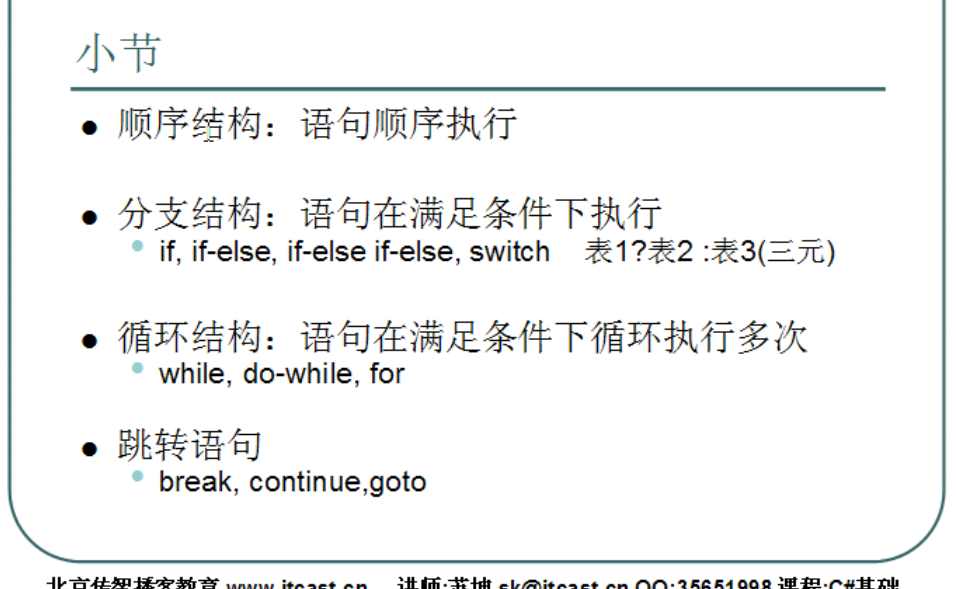 小节
顺序结构：语句顺序执行
分支结构：语句在满足条件下执行
if, if-else, if-else if-else, switch 表1?表2 :表3(三元)
循环结构：语句在满足条件下循环执行多次
while, do-while, for
跳转语句
break, continue,goto
北京传智播客教育 www.itcast.cn 讲师:苏坤 sk@itcast.cn QQ:35651998 课程:C#基础